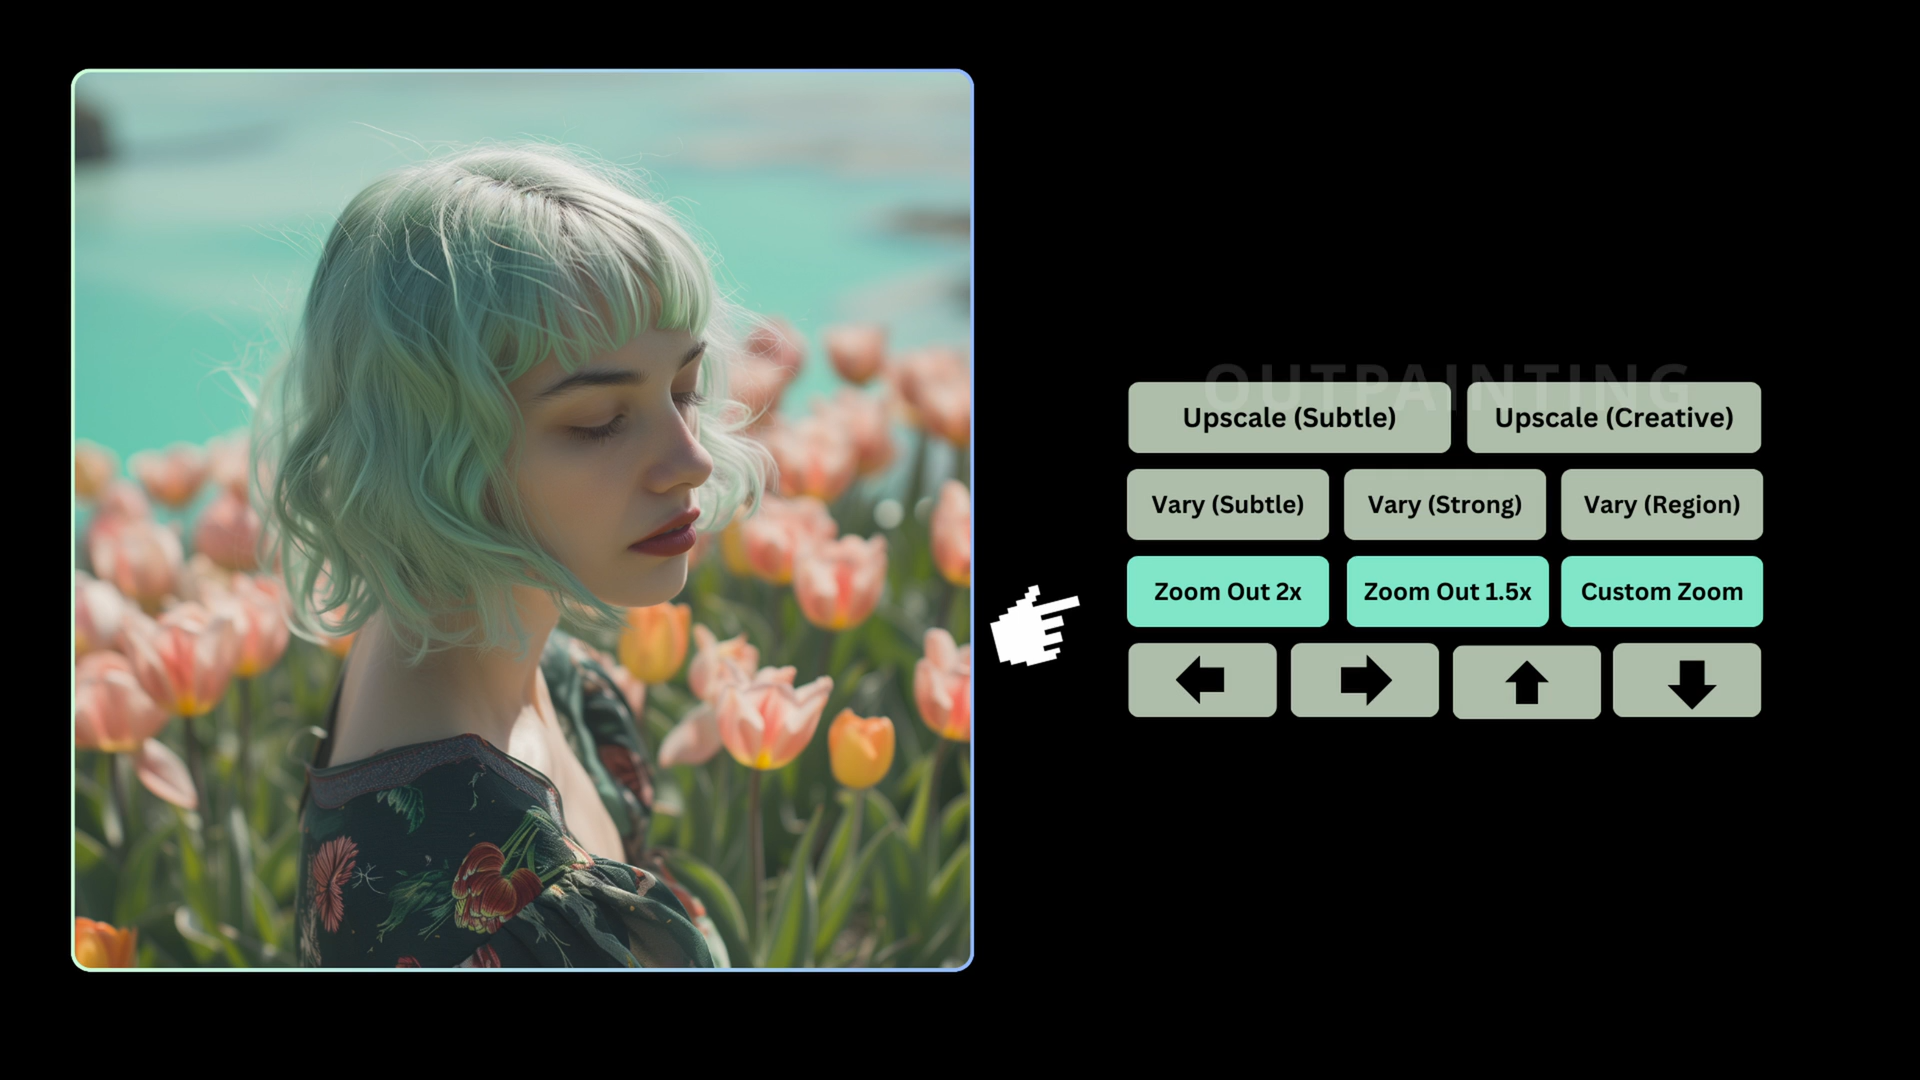 OUTPAINTING
Upscale (Subtle) Upscale (Creative)
Vary (Subtle) Vary (Strong) Vary (Region)
Zoom Out 2x Zoom Out 1.5x Custom Zoom